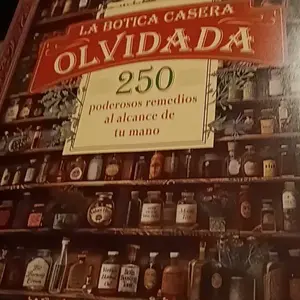 LA BOTICA CASERA
OLVIDADA
250
poderosos remedios
al alcance de
tu mano